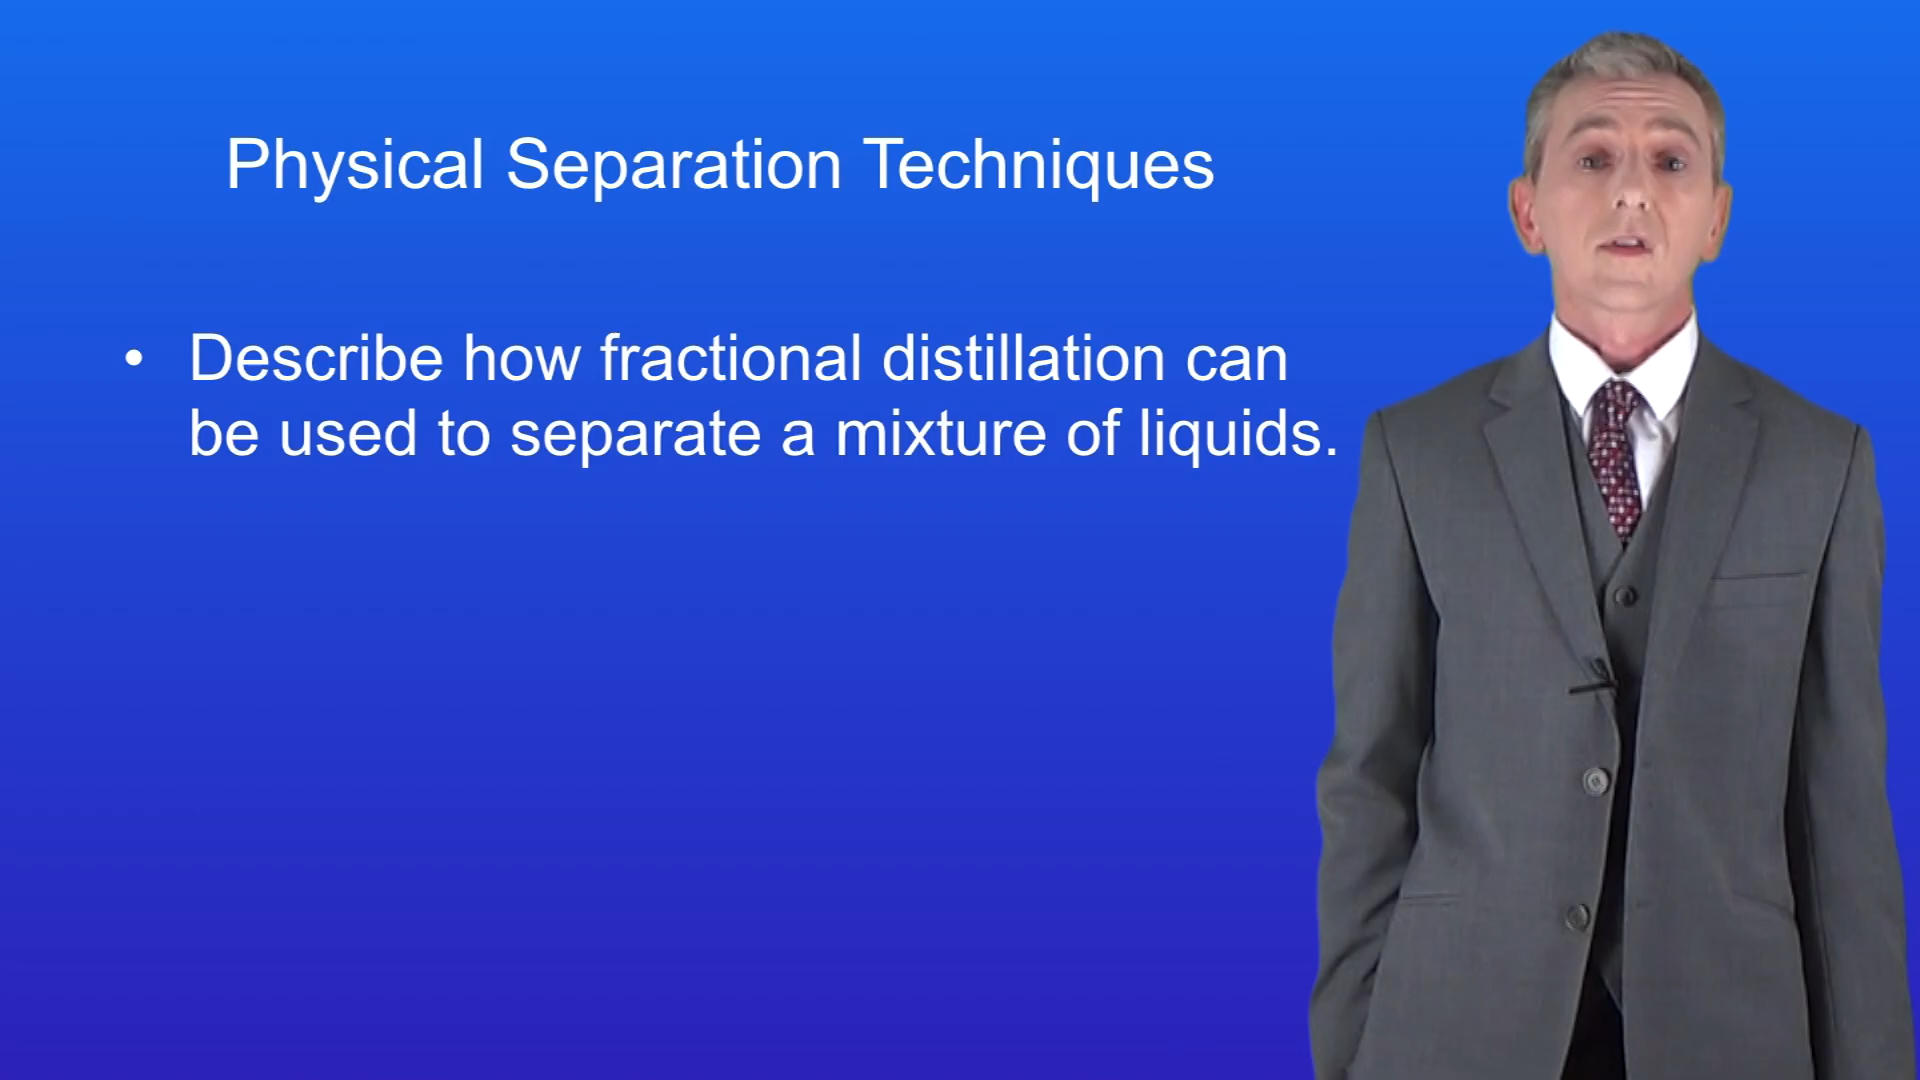 Physical Separation Techniques
• Describe how fractional distillation can
be used to separate a mixture of liquids.